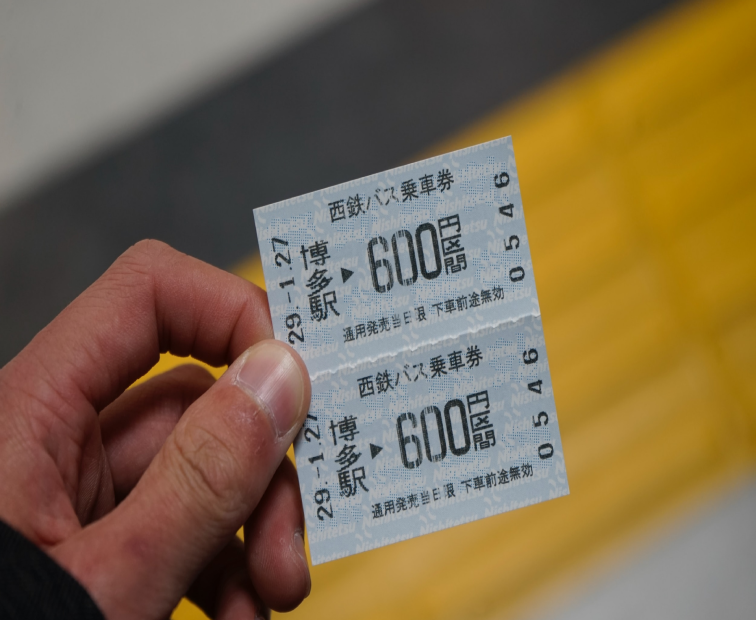 西鉄バス乗車券
29.-1.27
博多駅▶600円区間
0546
通用発売当日限 下車前途無効
西鉄バス乗車券
29.-1.27
博多駅▶600円区間
0546
通用発売当日限 下車前途無効
Nishitetsu